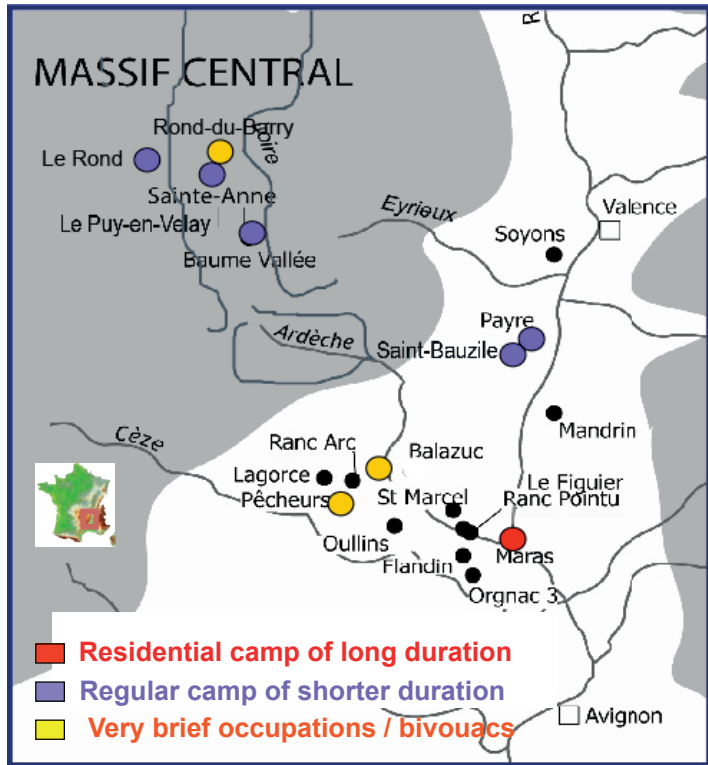 R
MASSIF CENTRAL
Rond-du-Barry
Loire
Le Rond
Sainte-Anne
Eyrieux
Valence
Le Puy-en-Velay
Soyons
Baume Vallée
Payre
Ardèche
Saint-Bauzile
Cèze
Ranc Arc
Balazuc
Mandrin
Lagorce
Le Figuier
Pêcheurs
St Marcel
Ranc Pointu
Oullins
Maras
Flandin
Orgnac 3
Residential camp of long duration
Regular camp of shorter duration
Very brief occupations / bivouacs
Avignon